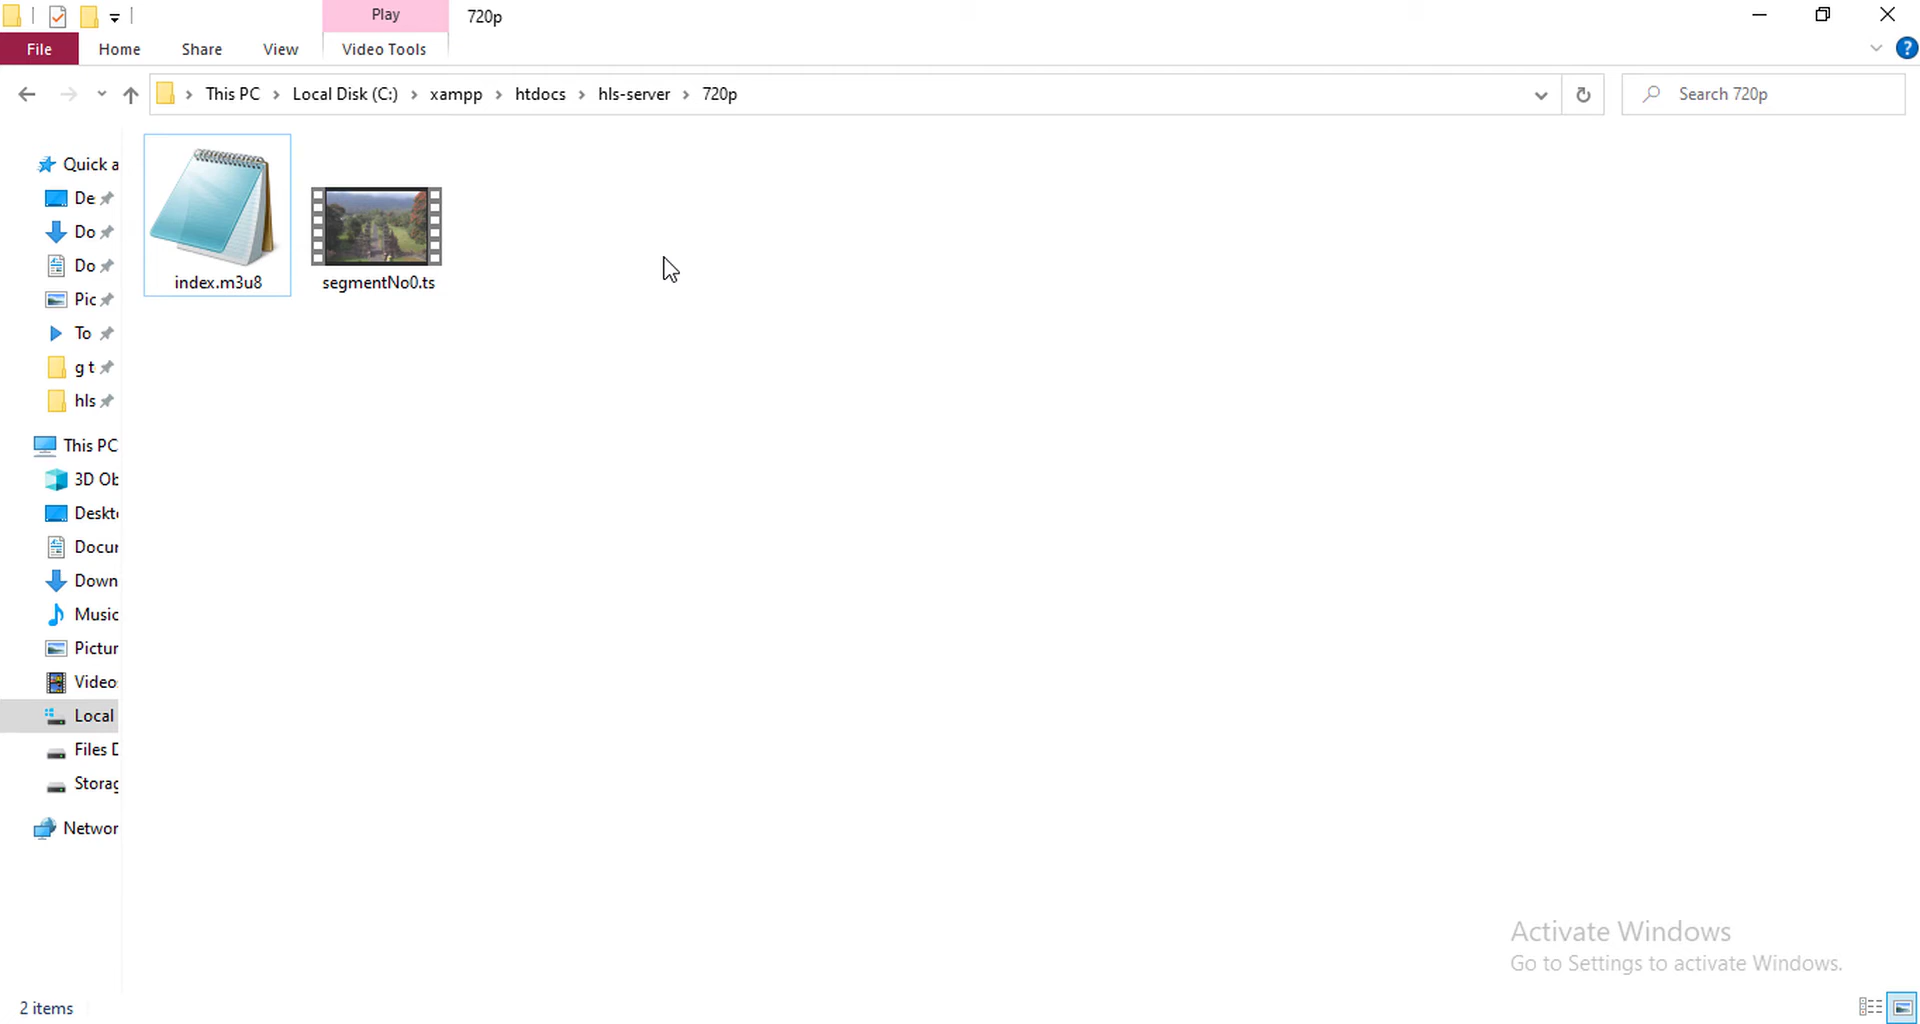 Play
720p
File
Home
Share
View
Video Tools
?
This PC
Local Disk (C:)
xampp
htdocs
hls-server
720p
Search 720p
Quick a
De
Do
Do
Pic
To
g t
hls
This PC
3D Ob
Deskt
Docur
Down
Music
Pictur
Video
Local
Files D
Storag
Networ
index.m3u8
segmentNo0.ts
Activate Windows
Go to Settings to activate Windows.
2 items